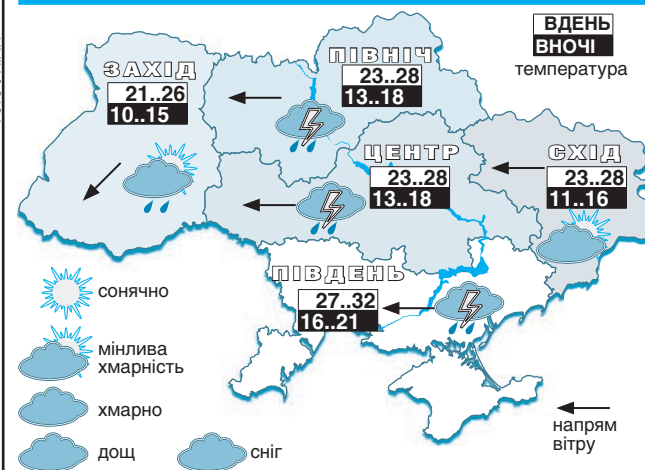 ВДЕНЬ
ВНОЧІ
температура
ПІВНІЧ
23..28
13..18
ЗАХІД
21..26
10..15
ЦЕНТР
23..28
13..18
СХІД
23..28
11..16
ПІВДЕНЬ
27..32
16..21
сонячно
мінлива
хмарність
хмарно
дощ
сніг
напрям
вітру